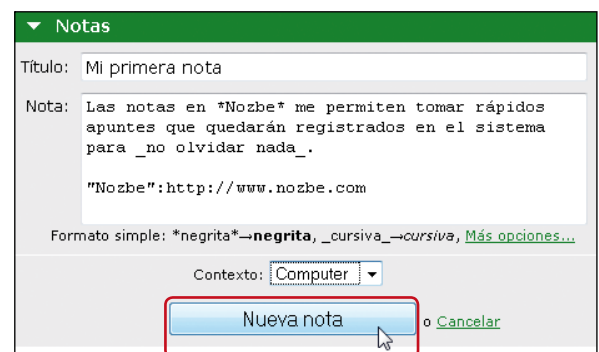 Notas
Título: Mi primera nota
Nota: Las notas en *Nozbe* me permiten tomar rápidos
apuntes que quedarán registrados en el sistema
para _no olvidar nada_.
"Nozbe":http://www.nozbe.com
Formato simple: *negrita*→negrita, _cursiva_→cursiva, Más opciones...
Contexto: Computer
Nueva nota o Cancelar